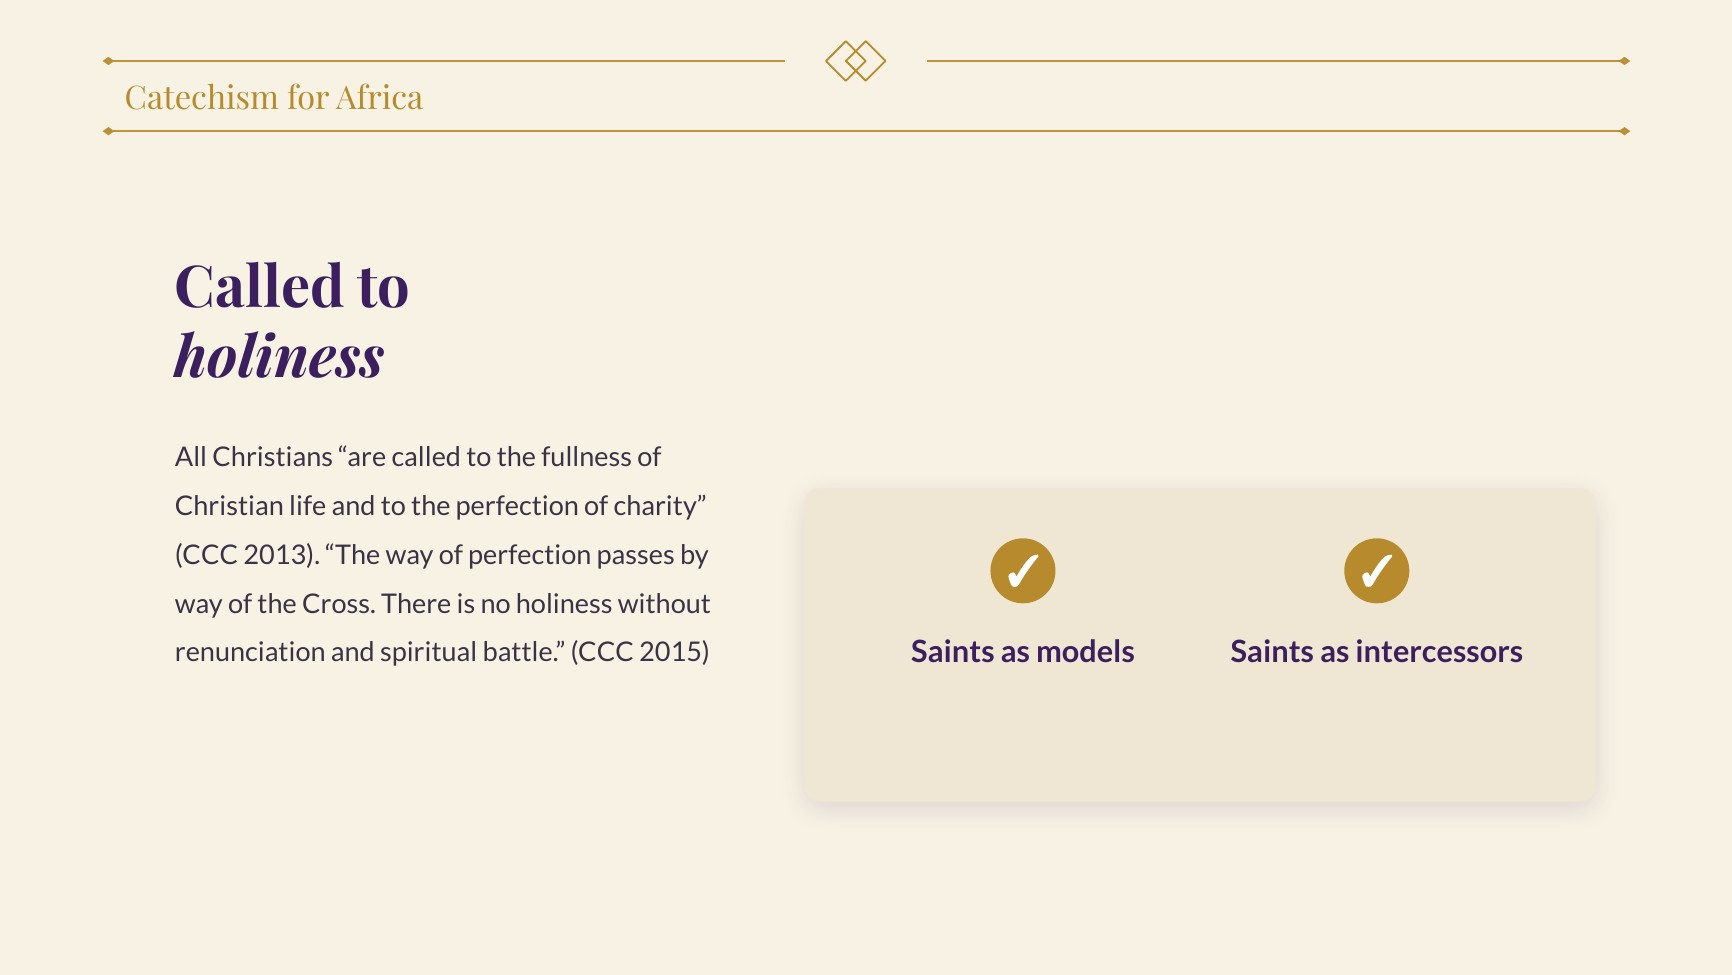 Catechism for Africa
Called to
holiness
All Christians “are called to the fullness of
Christian life and to the perfection of charity”
(CCC 2013). “The way of perfection passes by
way of the Cross. There is no holiness without
renunciation and spiritual battle.” (CCC 2015)
Saints as models
Saints as intercessors